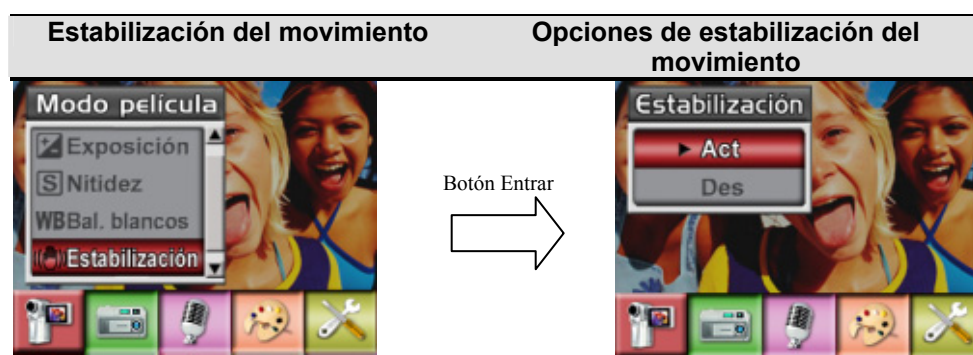 Estabilización del movimiento
Opciones de estabilización del
movimiento
Modo película
Exposición
S Nitidez
WB Bal. blancos
Estabilización
Botón Entrar
Estabilización
Act
Des